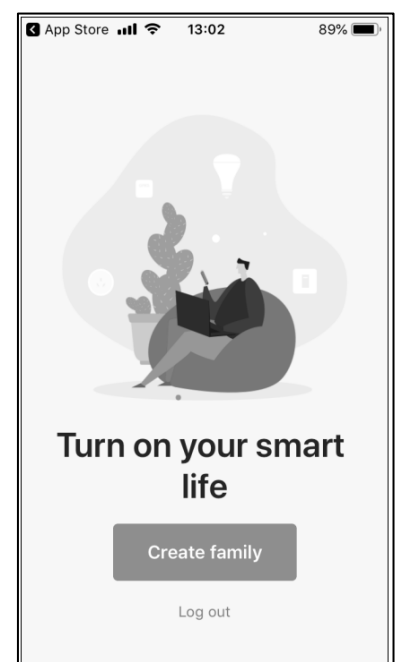 App Store 13:02 89%
Turn on your smart
life
Create family
Log out